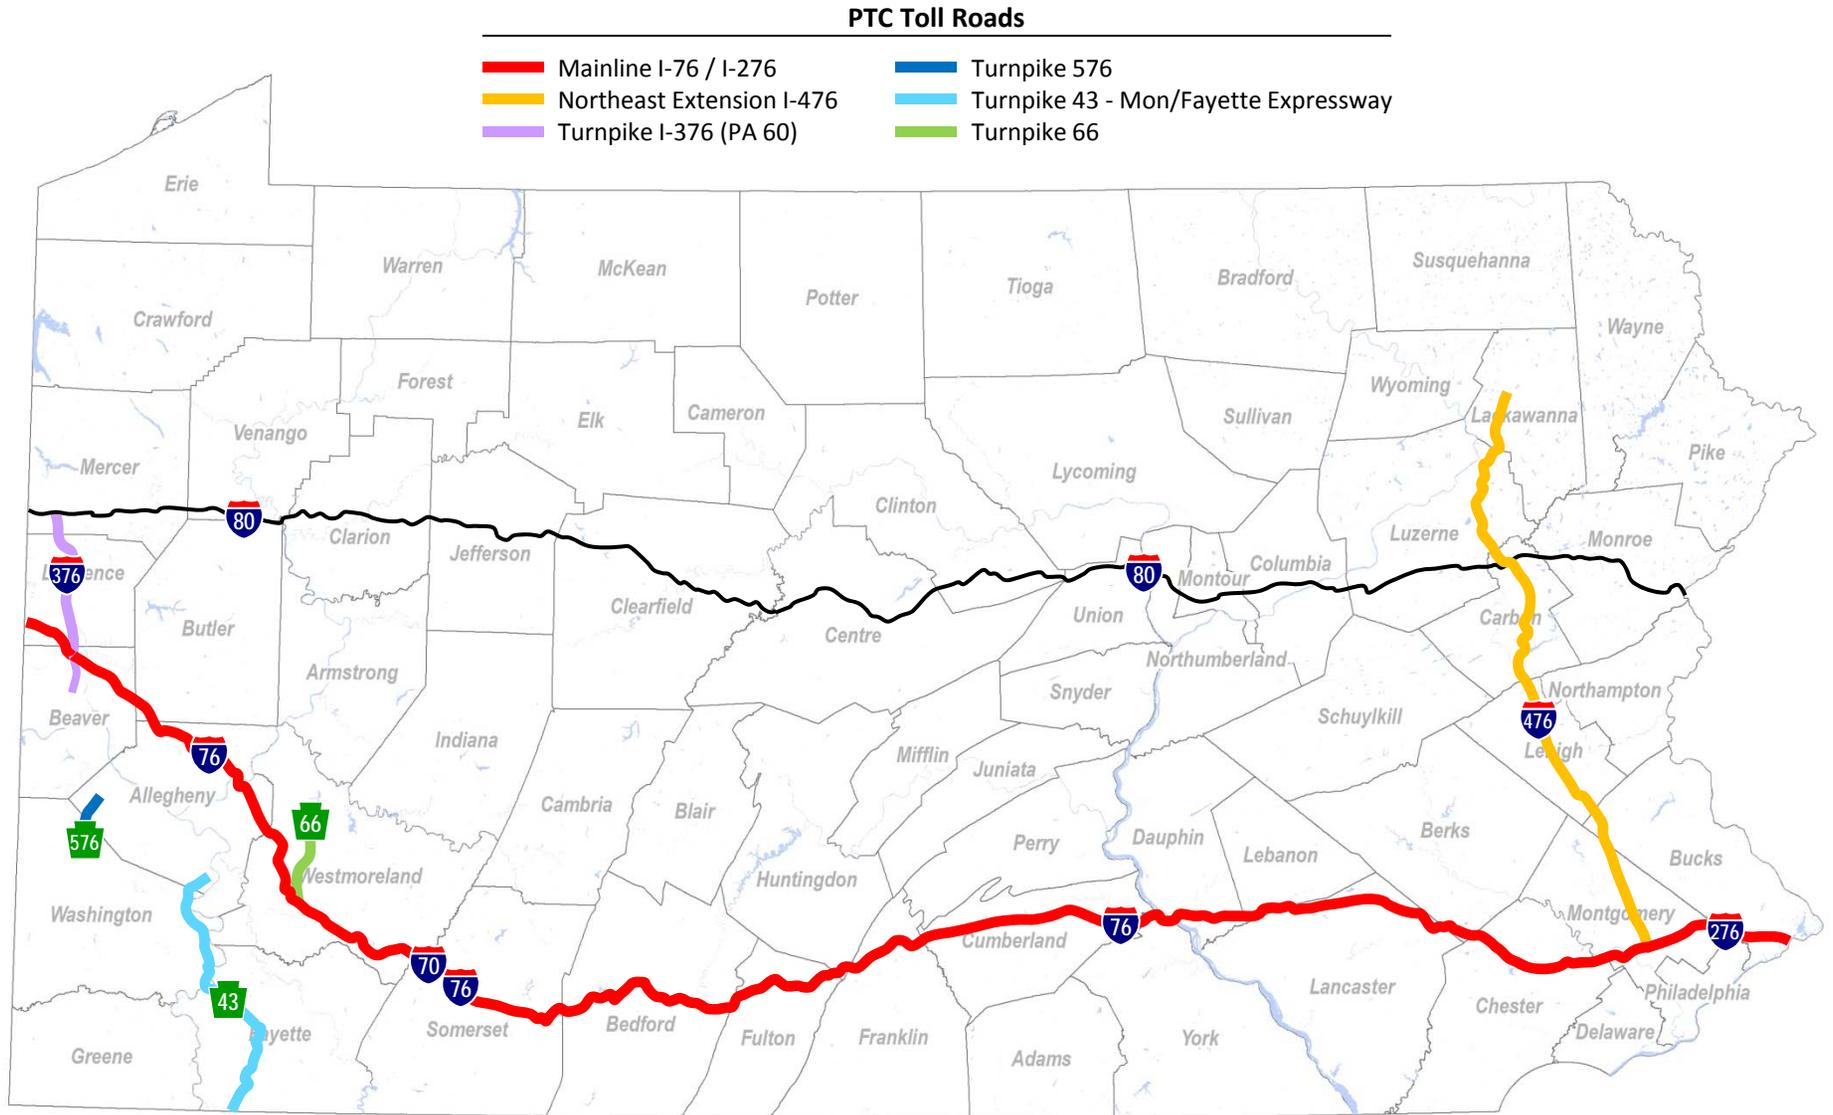 PTC Toll Roads
Mainline I-76 / I-276
Turnpike 576
Northeast Extension I-476
Turnpike 43 - Mon/Fayette Expressway
Turnpike I-376 (PA 60)
Turnpike 66
Erie
Warren
McKean
Potter
Tioga
Bradford
Susquehanna
Wayne
Crawford
Forest
Elk
Cameron
Sullivan
Wyoming
Lackawanna
Pike
Mercer
Venango
Lycoming
Clinton
80
Clarion
Jefferson
Luzerne
Monroe
376
Lawrence
80
Montour
Columbia
Butler
Clearfield
Centre
Union
Carbon
Armstrong
Northumberland
Snyder
Northampton
Beaver
Schuylkill
476
Lehigh
76
Indiana
Mifflin
Juniata
Allegheny
Cambria
Blair
576
66
Perry
Dauphin
Lebanon
Berks
Bucks
Westmoreland
Huntingdon
Washington
76
Cumberland
Montgomery
276
70
76
43
Lancaster
Philadelphia
Chester
Greene
Fayette
Somerset
Bedford
Fulton
Franklin
Adams
York
Delaware